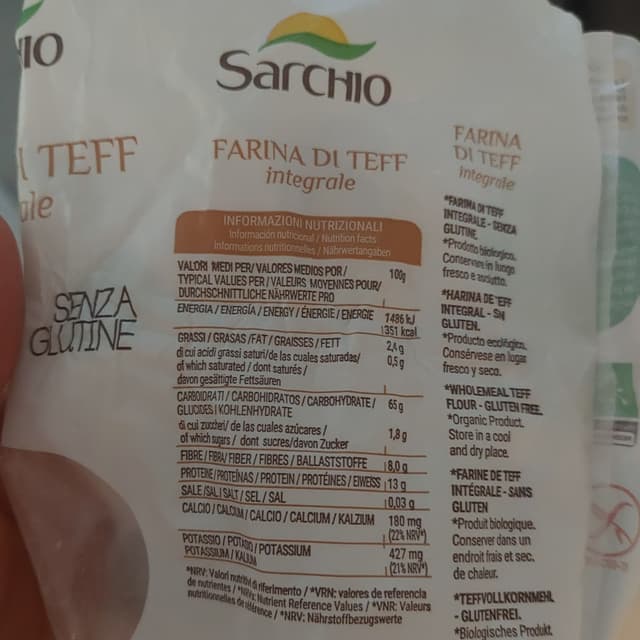 IO
TEFF
ale
SENZA
GLUTINE
SarcHIO
FARINA DI TEFF
integrale
INFORMAZIONI NUTRIZIONALI
Información nutricional / Nutrition facts
Informations nutritionnelles / Nährwertangaben
VALORI MEDI PER/ VALORES MEDIOS POR / 100g
TYPICAL VALUES PER / VALEURS MOYENNES POUR/
DURCHSCHNITTLICHE NÄHRWERTE PRO
ENERGIA / ENERGÍA / ENERGY / ÉNERGIE / ENERGIE 1486 kJ
351 kcal
GRASSI / GRASAS / FAT / GRAISSES / FETT 2,4 g
di cui acidi grassi saturi/de las cuales saturadas/ 0,5 g
of which saturated / dont saturés /
davon gesättigte Fettsäuren
CARBOIDRATI / CARBOHIDRATOS / CARBOHYDRATE / 65 g
GLUCIDES | KOHLENHYDRATE
di cui zuccheri/ de las cuales azúcares / 1,8 g
of which sugars / dont sucres/davon Zucker
FIBRE / FIBRA/ FIBER / FIBRES / BALLASTSTOFFE 8,0 g
PROTEINE / PROTEÍNAS / PROTEIN / PROTÉINES / EIWEISS 13 g
SALE /SAL | SALT / SEL / SAL 0,03 g
CALCIO / CALCIUM / CALCIO / CALCIUM / KALZIUM 180 mg
(22% NRV*)
POTASSIO / POTASIO / POTASSIUM 427 mg
POTASSIUM / KALIUM (21% NRV*)
*NRV: Valori nutritivi di riferimento / *VRN: valores de referencia
de nutrientes / *NRVs: Nutrient Reference Values / *VNR: Valeurs
nutritionnelles de référence / *NRV: Nährstoffbezugswerte
FARINA
DI TEFF
integrale
*FARINA DI TEFF
INTEGRALE - SENZA
GLUTINE
*Prodotto biologico.
Conservare in luogo
fresco e asciutto.
*HARINA DE TEFF
INTEGRAL - SIN
GLUTEN.
*Producto ecológico.
Consérvese en lugar
fresco y seco.
*WHOLEMEAL TEFF
FLOUR - GLUTEN FREE.
*Organic Product.
Store in a cool
and dry place.
*FARINE DE TEFF
INTÉGRALE - SANS
GLUTEN
*Produit biologique.
Conserver dans un
endroit frais et sec.
de chaleur.
*TEFFVOLLKORNMEHL
- GLUTENFREI.
*Biologisches Produkt.